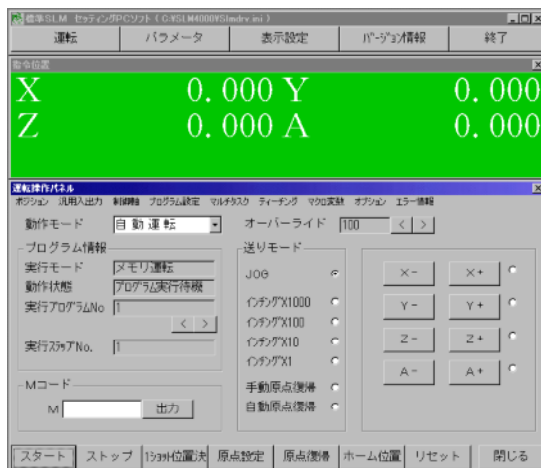 標準SLM セッティングPCソフト ( C:¥SLM4000¥Slmdrv.ini )
運転 パラメータ 表示設定 バージョン情報 終了
指令位置
X 0.000 Y 0.000
Z 0.000 A 0.000
運転操作パネル
ポジション 汎用入出力 制御軸 プログラム設定 マルチタスク ティーチング マクロ変数 オプション エラー情報
動作モード 自動運転 オーバーライド 100 < >
プログラム情報
実行モード メモリ運転
動作状態 プログラム実行待機
実行プログラムNo 1
< >
実行ステップNo. 1
Mコード
M 出力
送りモード
JOG
インチングX1000
インチングX100
インチングX10
インチングX1
手動原点復帰
自動原点復帰
X- X+
Y- Y+
Z- Z+
A- A+
スタート ストップ 1ショット位置決 原点設定 原点復帰 ホーム位置 リセット 閉じる